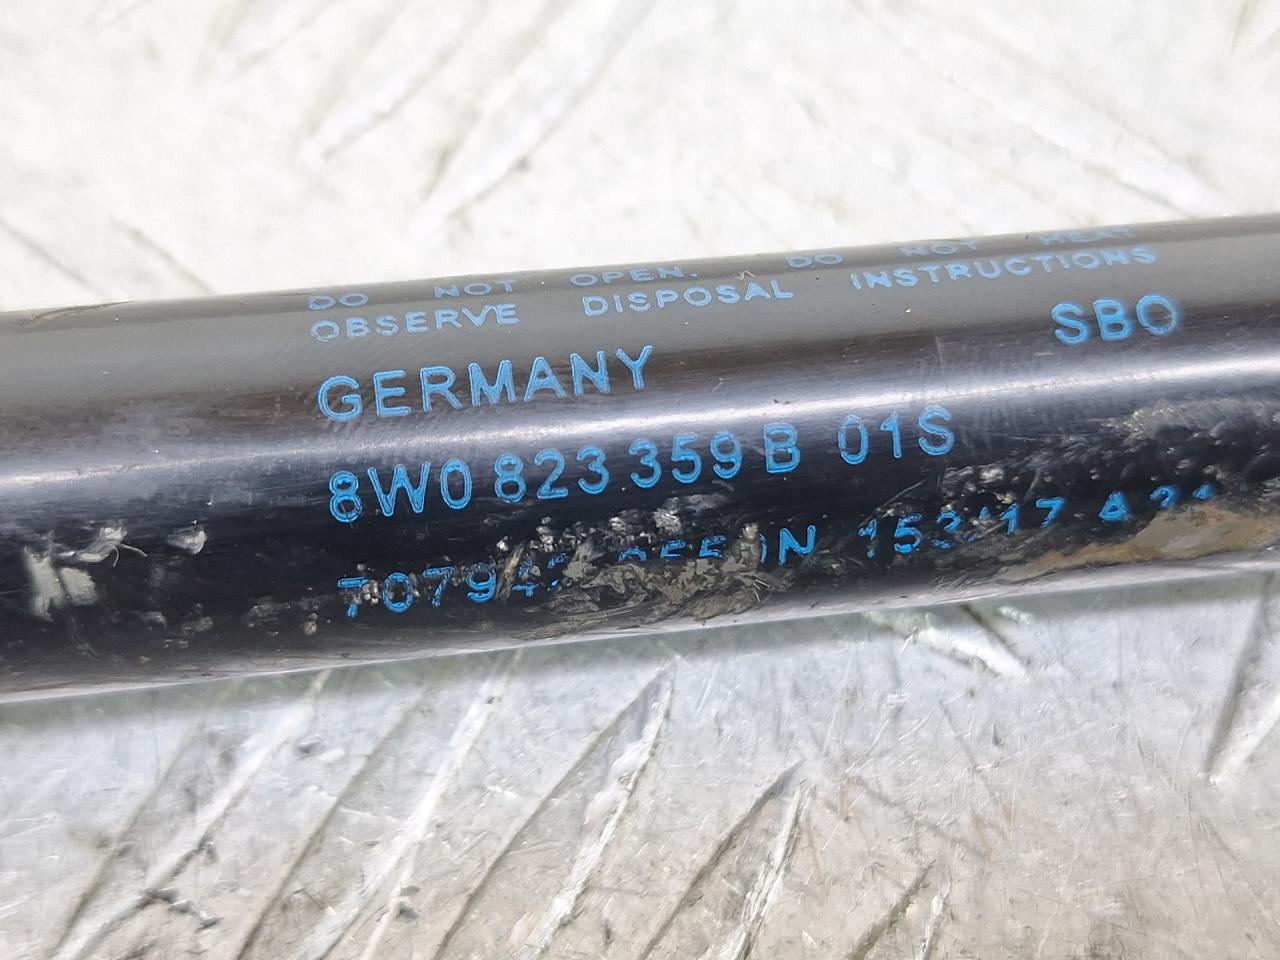 DO NOT OPEN. DO NOT HEAT
OBSERVE DISPOSAL INSTRUCTIONS
GERMANY SBO
8W0 823 359 B 01S